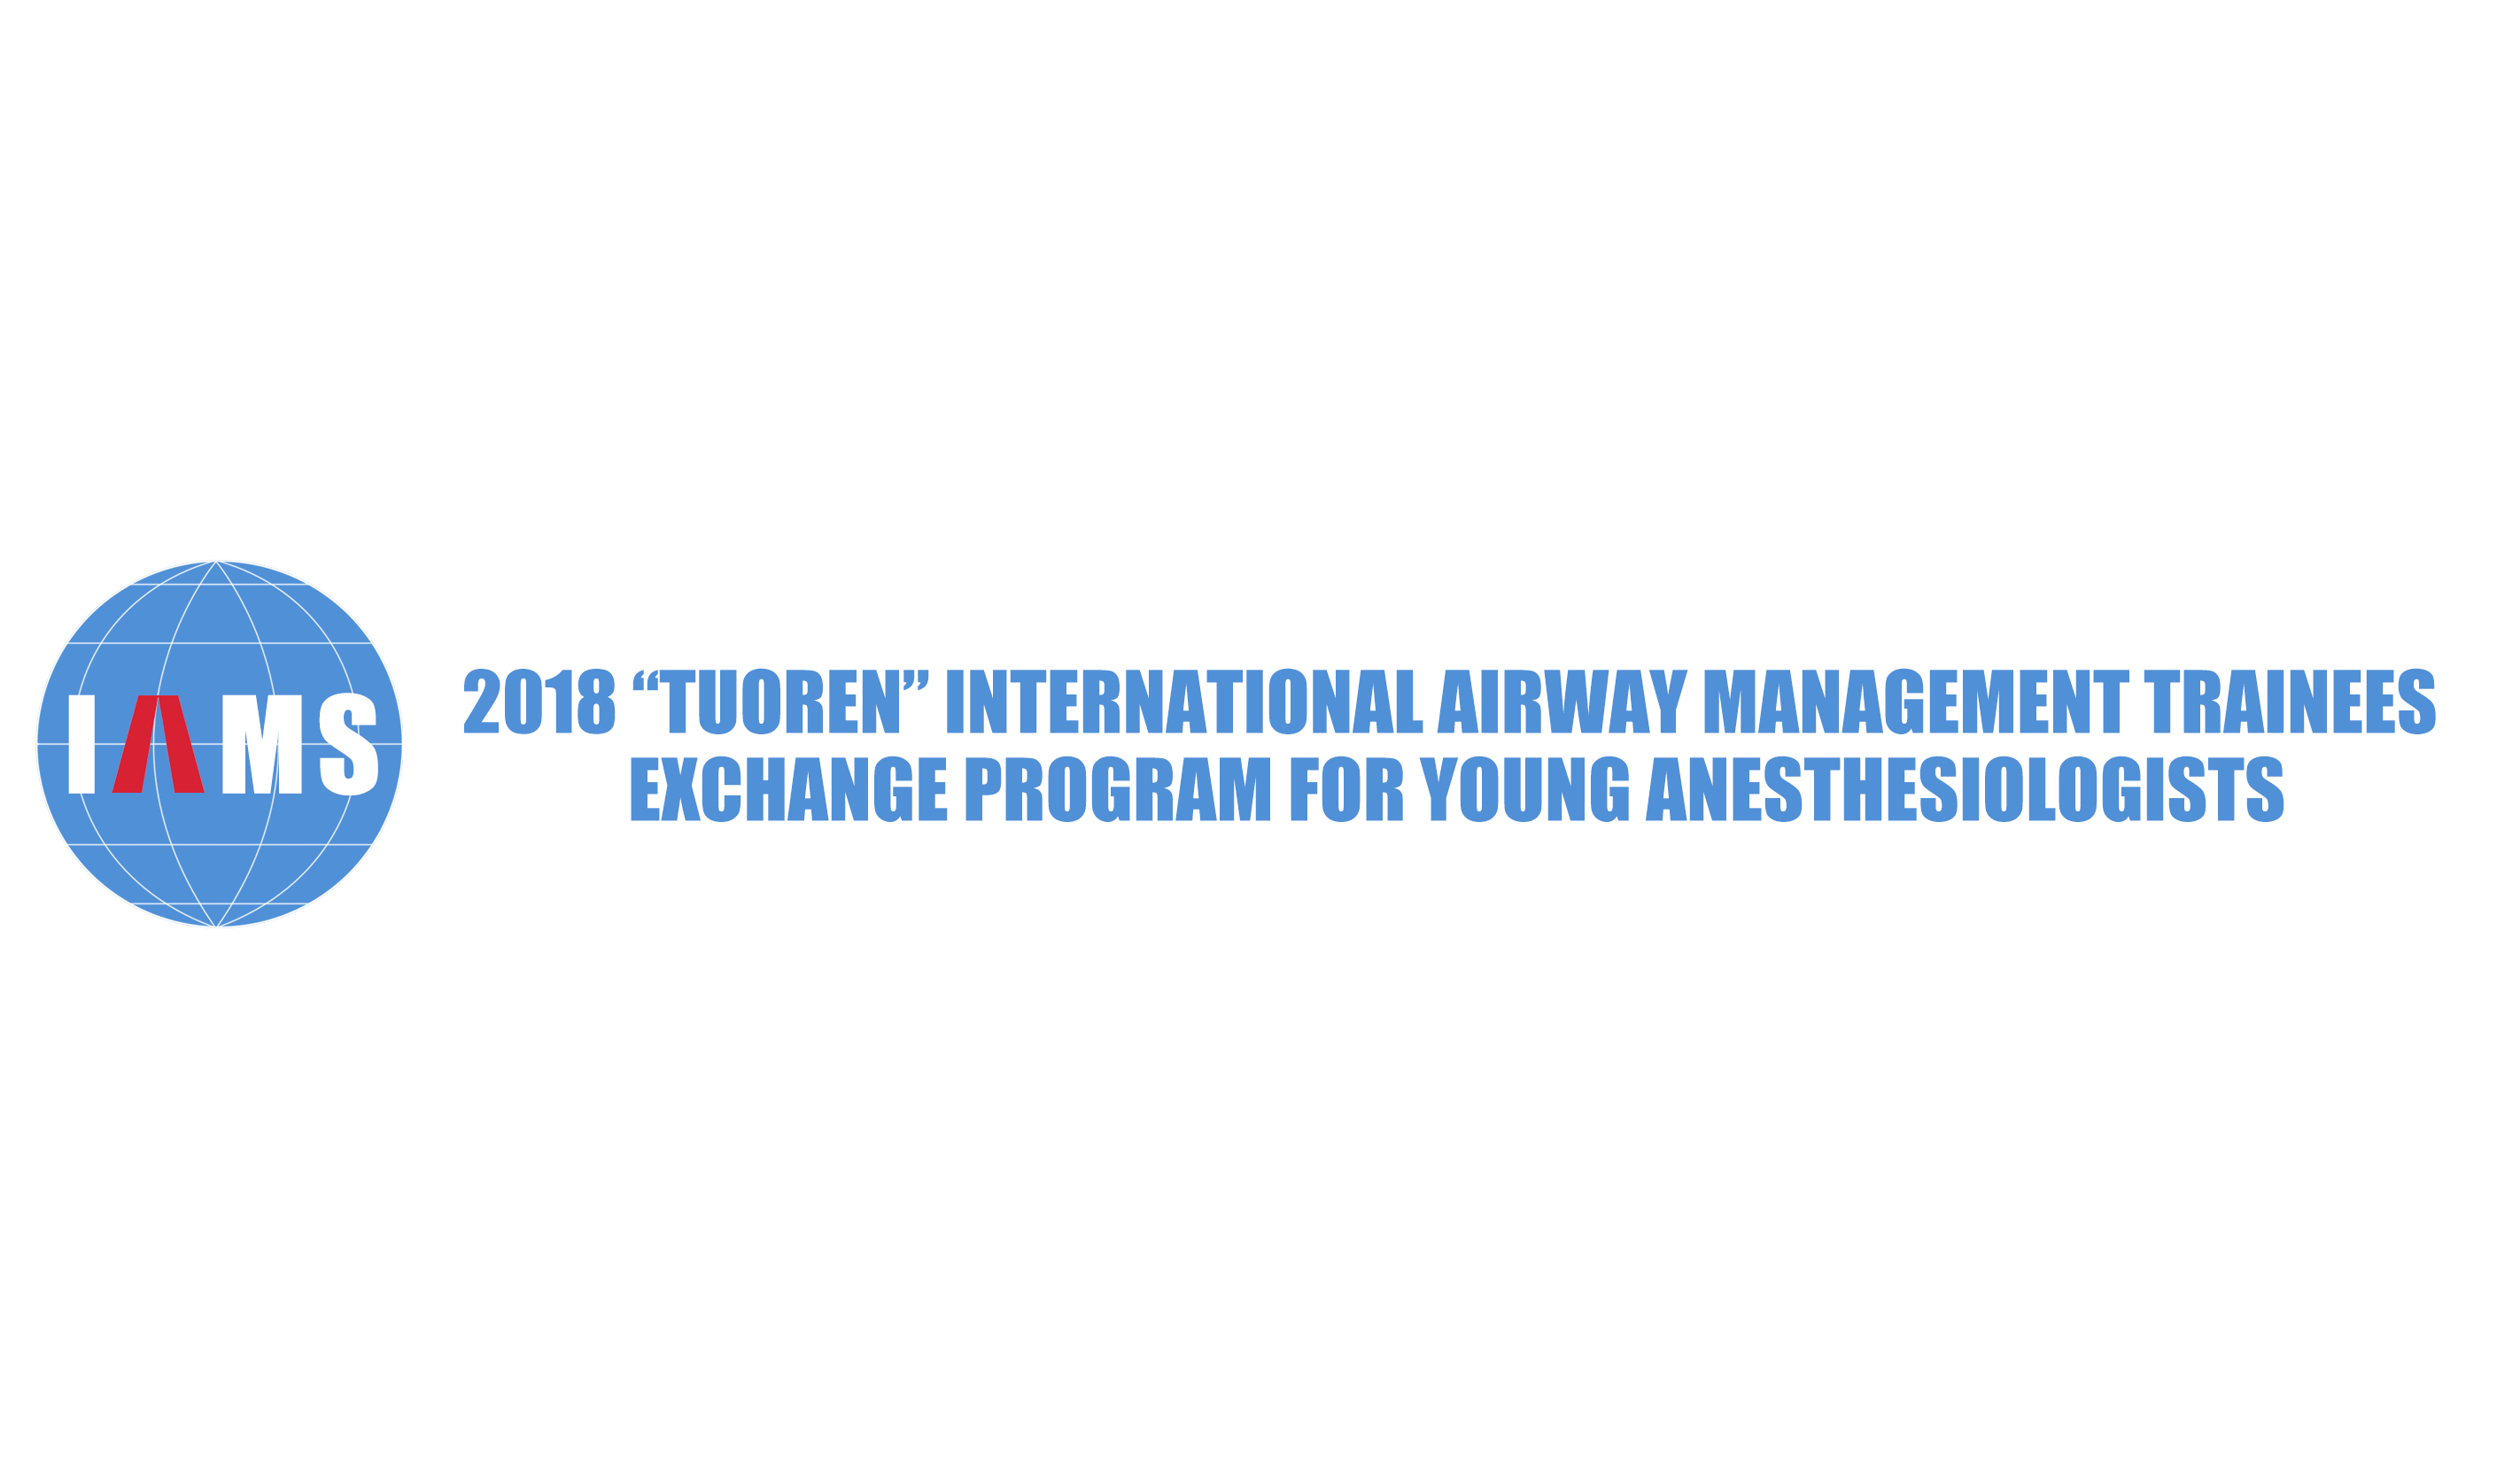 IAMS
2018 “TUOREN” INTERNATIONAL AIRWAY MANAGEMENT TRAINEES
EXCHANGE PROGRAM FOR YOUNG ANESTHESIOLOGISTS